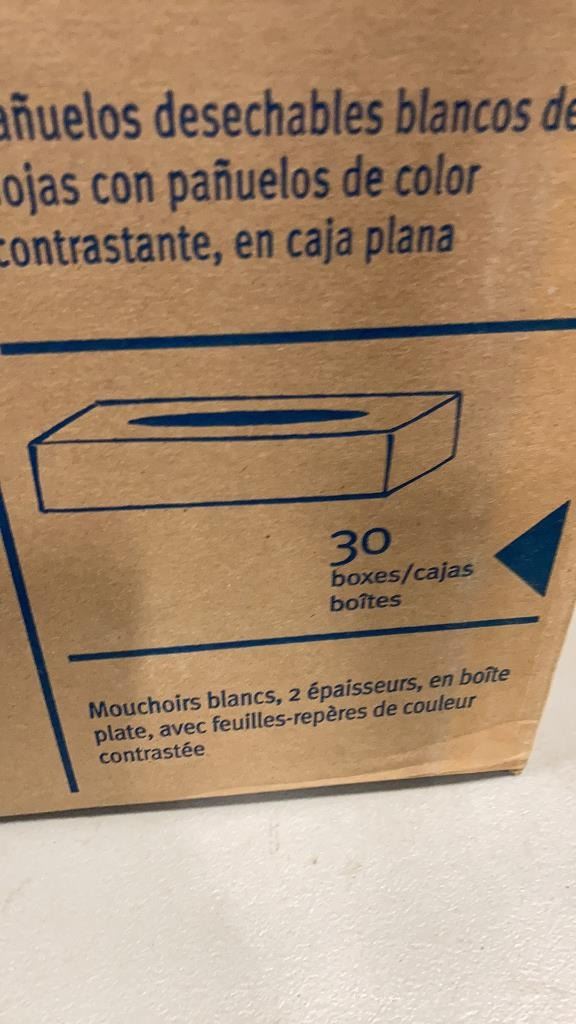 añuelos desechables blancos de
ojas con pañuelos de color
contrastante, en caja plana
30
boxes/cajas
boîtes
Mouchoirs blancs, 2 épaisseurs, en boîte
plate, avec feuilles-repères de couleur
contrastée